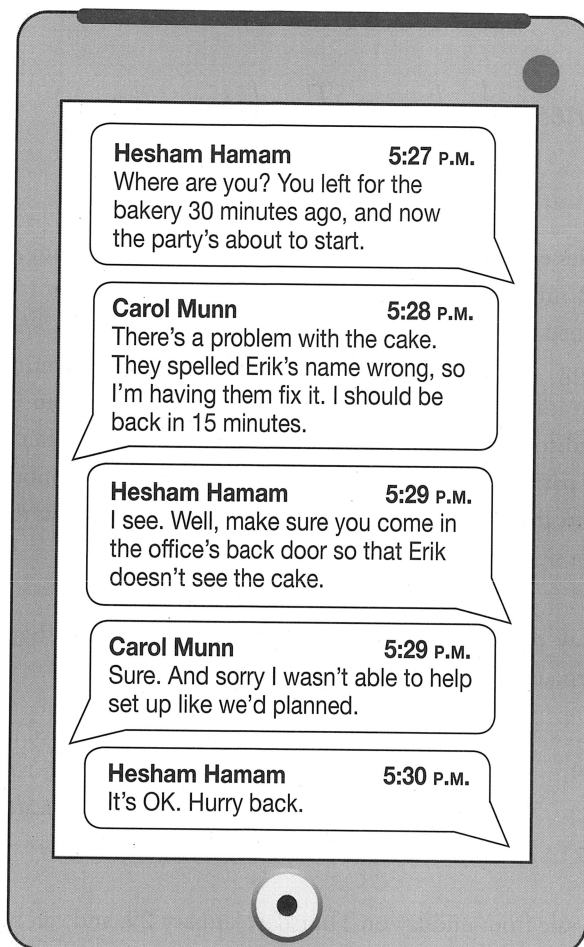 Hesham Hamam 5:27 P.M.
Where are you? You left for the
bakery 30 minutes ago, and now
the party's about to start.
Carol Munn 5:28 P.M.
There's a problem with the cake.
They spelled Erik's name wrong, so
I'm having them fix it. I should be
back in 15 minutes.
Hesham Hamam 5:29 P.M.
I see. Well, make sure you come in
the office's back door so that Erik
doesn't see the cake.
Carol Munn 5:29 P.M.
Sure. And sorry I wasn't able to help
set up like we'd planned.
Hesham Hamam 5:30 P.M.
It's OK. Hurry back.